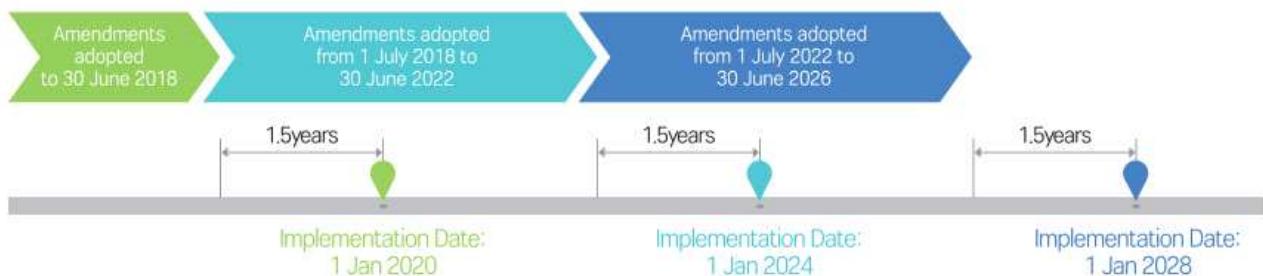 Amendments
adopted
to 30 June 2018
Amendments adopted
from 1 July 2018 to
30 June 2022
Amendments adopted
from 1 July 2022 to
30 June 2026
1.5years
1.5years
1.5years
Implementation Date:
1 Jan 2020
Implementation Date:
1 Jan 2024
Implementation Date:
1 Jan 2028